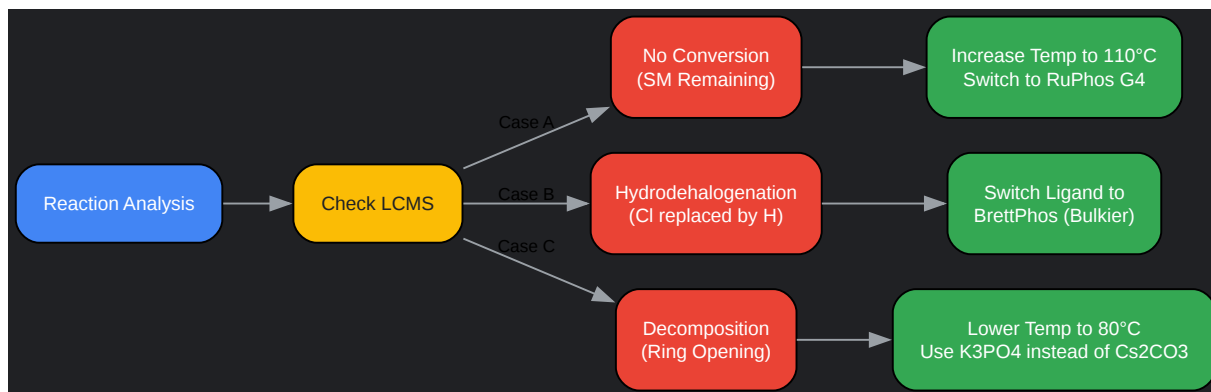 Reaction Analysis
Check LCMS
Case A
No Conversion
(SM Remaining)
Increase Temp to 110°C
Switch to RuPhos G4
Case B
Hydrodehalogenation
(Cl replaced by H)
Switch Ligand to
BrettPhos (Bulkier)
Case C
Decomposition
(Ring Opening)
Lower Temp to 80°C
Use K3PO4 instead of Cs2CO3